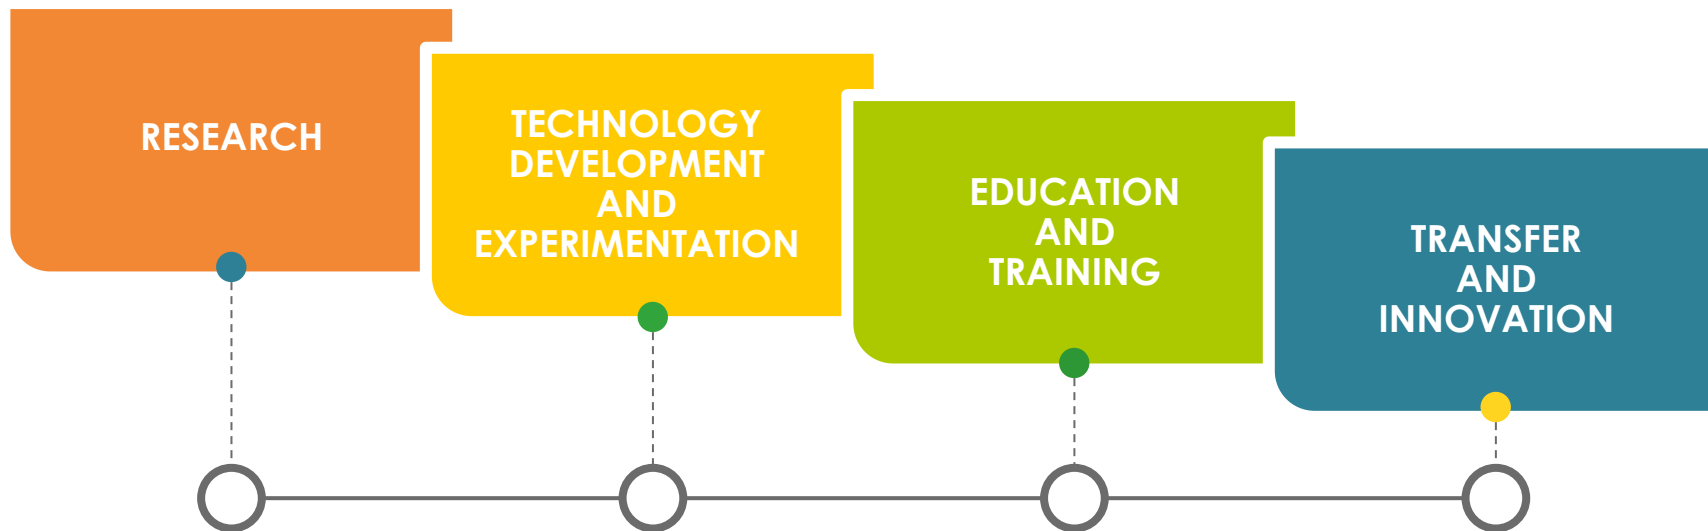 RESEARCH
TECHNOLOGY
DEVELOPMENT
AND
EXPERIMENTATION
EDUCATION
AND
TRAINING
TRANSFER
AND
INNOVATION